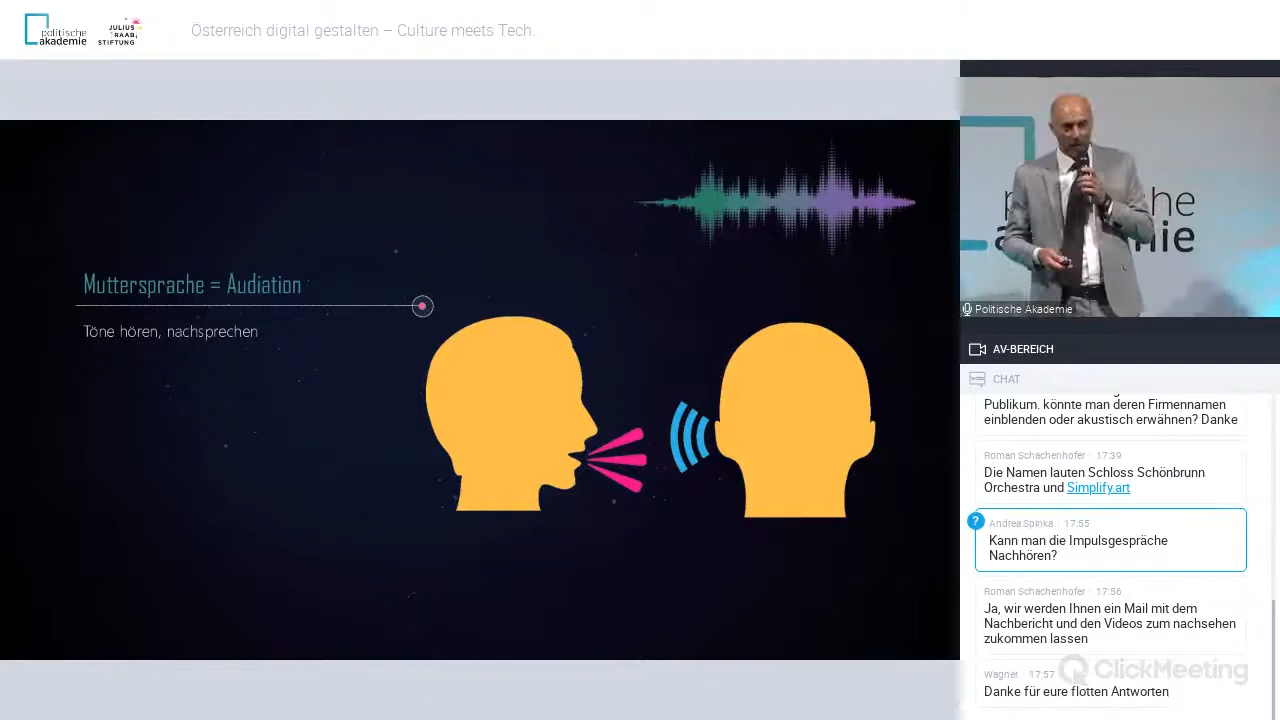 politische
akademie
JULIUS
RAAB
STIFTUNG
Österreich digital gestalten – Culture meets Tech.
Muttersprache = Audiation
Töne hören, nachsprechen
Politische Akademie
AV-BEREICH
CHAT
Publikum. könnte man deren Firmennamen
einblenden oder akustisch erwähnen? Danke
Roman Schachenhofer · 17:39
Die Namen lauten Schloss Schönbrunn
Orchestra und Simplify.art
?
Andrea Spinka · 17:55
Kann man die Impulsgespräche
Nachhören?
Roman Schachenhofer · 17:56
Ja, wir werden Ihnen ein Mail mit dem
Nachbericht und den Videos zum nachsehen
zukommen lassen
ClickMeeting
Wagner · 17:57
Danke für eure flotten Antworten